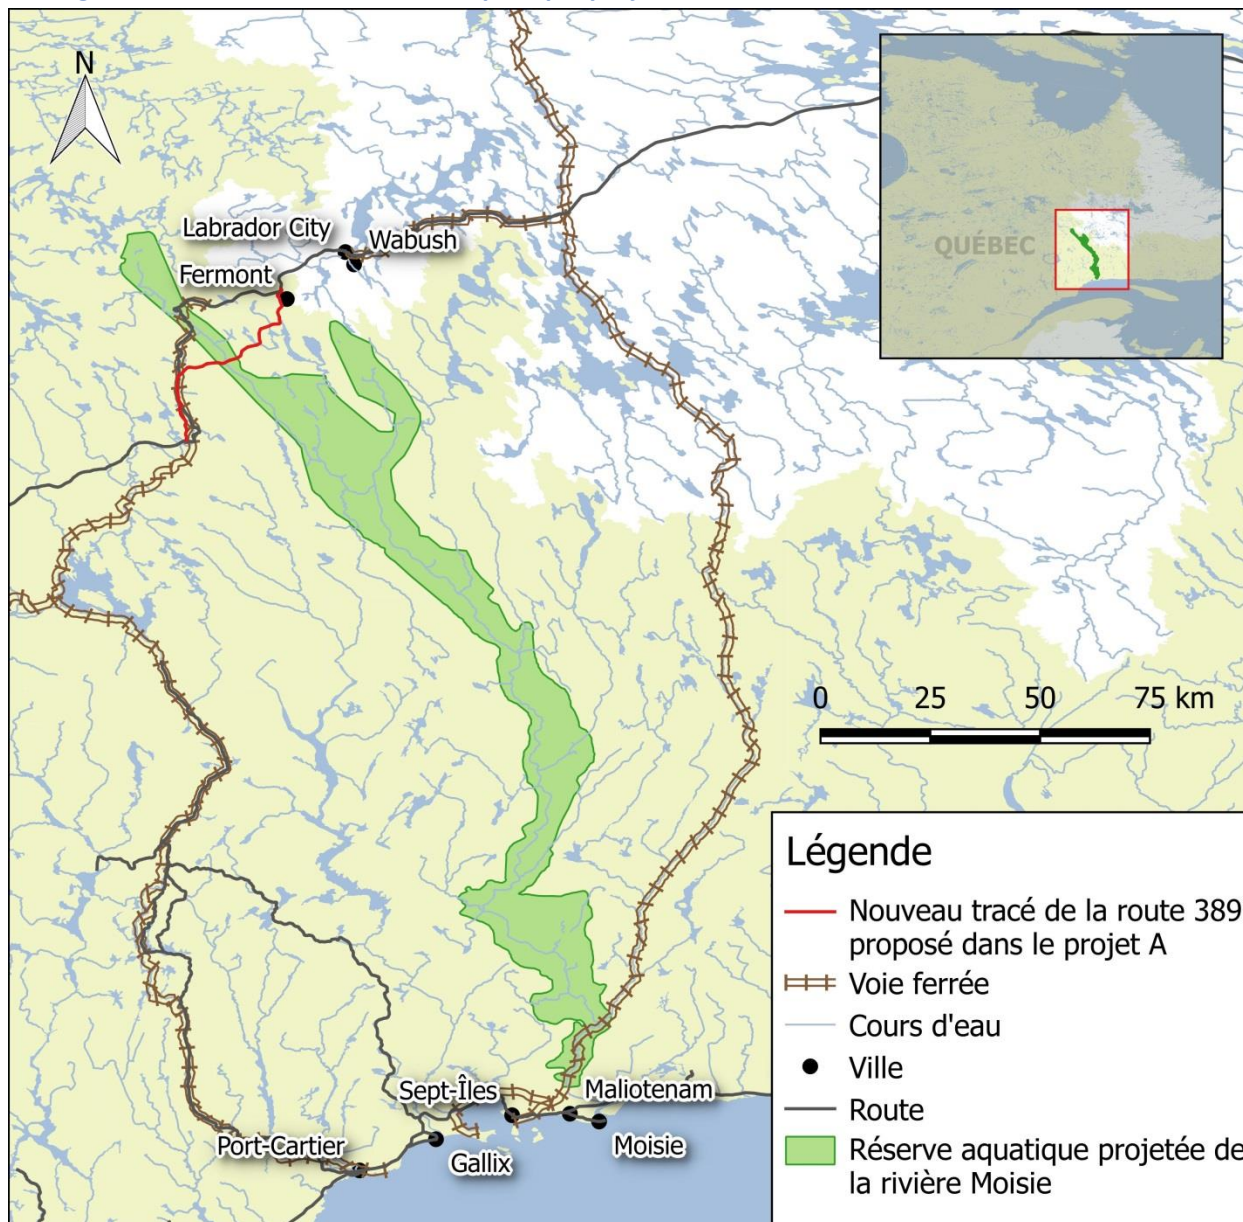 N
QUÉBEC
Labrador City
Wabush
Fermont
0 25 50 75 km
Légende
Nouveau tracé de la route 389
proposé dans le projet A
Voie ferrée
Cours d'eau
Ville
Route
Réserve aquatique projetée de
la rivière Moisie
Sept-Îles
Maliotenam
Port-Cartier
Gallix
Moisie